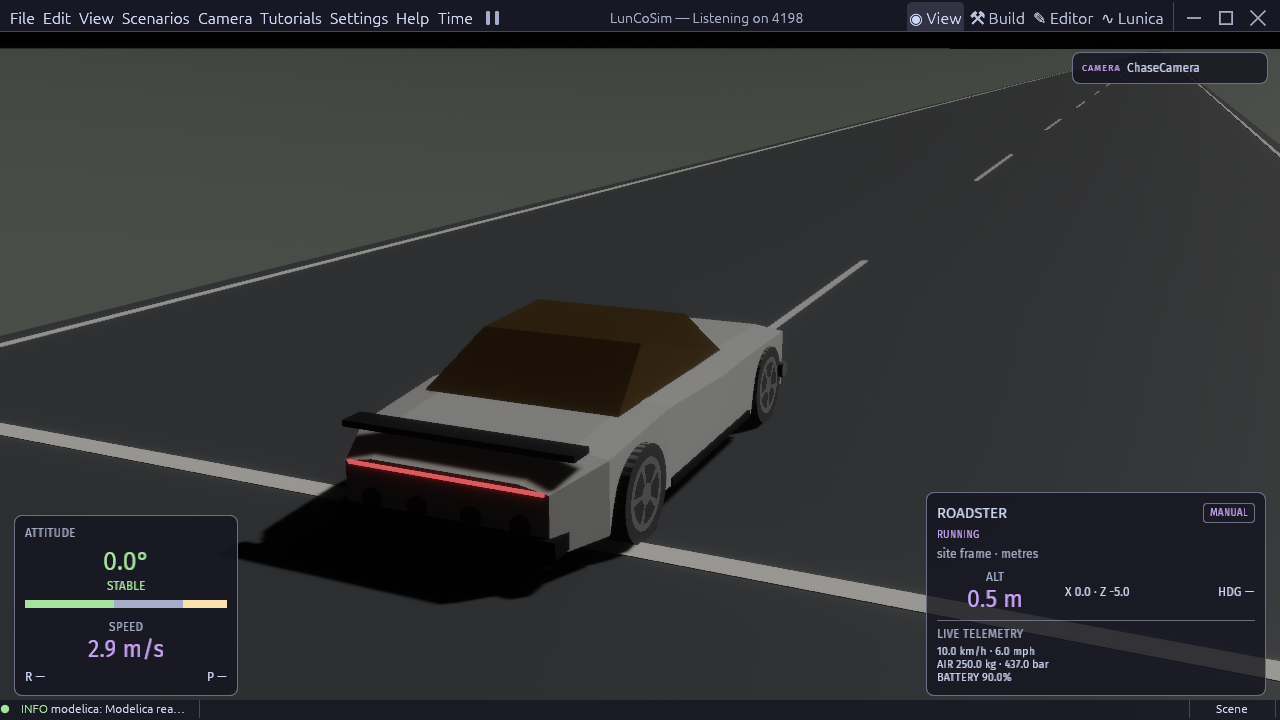 File Edit View Scenarios Camera Tutorials Settings Help Time
LunCoSim — Listening on 4198
View Build Editor Lunica
CAMERA ChaseCamera
ATTITUDE
0.0°
STABLE
SPEED
2.9 m/s
R —
P —
ROADSTER
MANUAL
RUNNING
site frame · metres
ALT
0.5 m
X 0.0 · Z -5.0
HDG —
LIVE TELEMETRY
10.0 km/h · 6.0 mph
AIR 250.0 kg · 437.0 bar
BATTERY 90.0%
INFO modelica: Modelica rea...
Scene